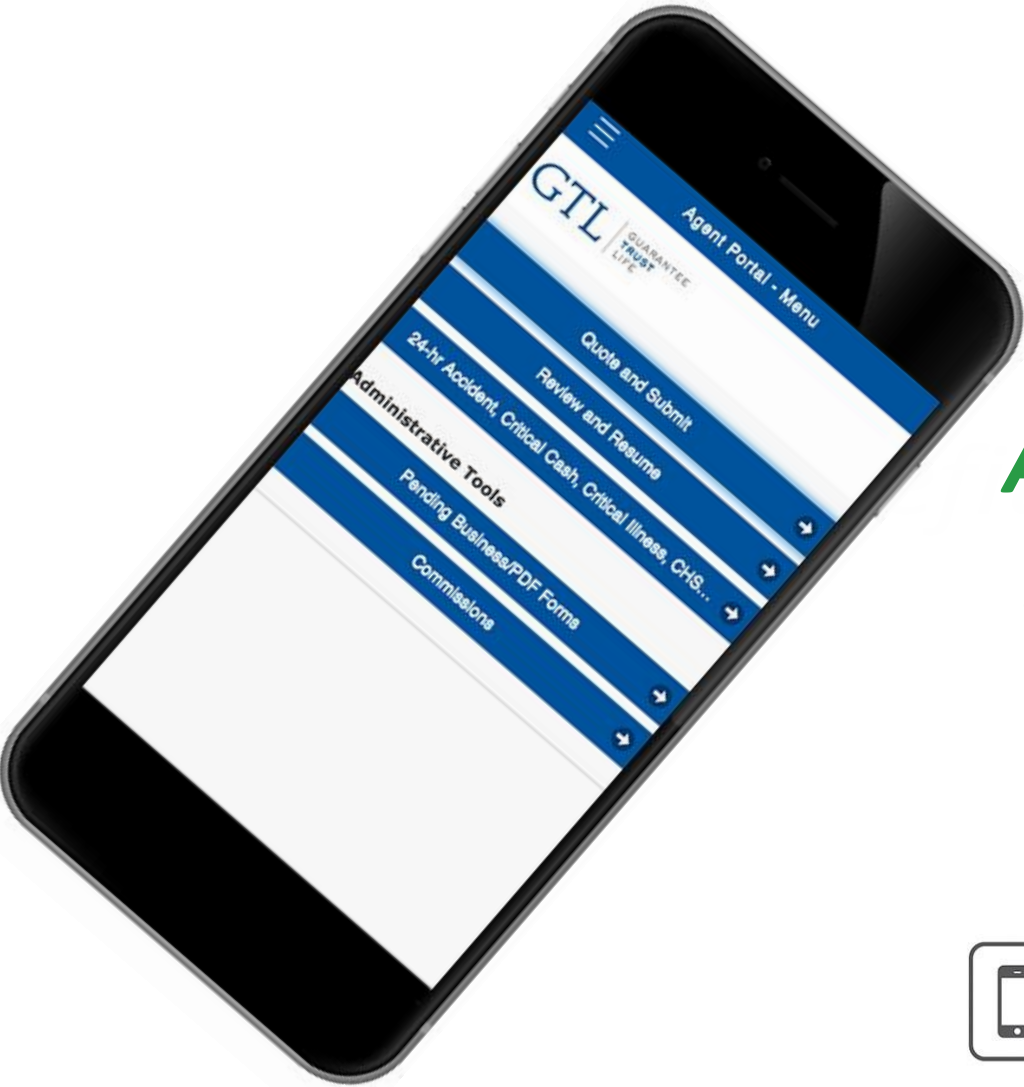 Agent Portal - Menu
GTL
GUARANTEE
TRUST
LIFE
Quote and Submit
Review and Resume
24-hr Accident, Critical Cash, Critical Illness, CHS...
Administrative Tools
Pending Business/PDF Forms
Commissions